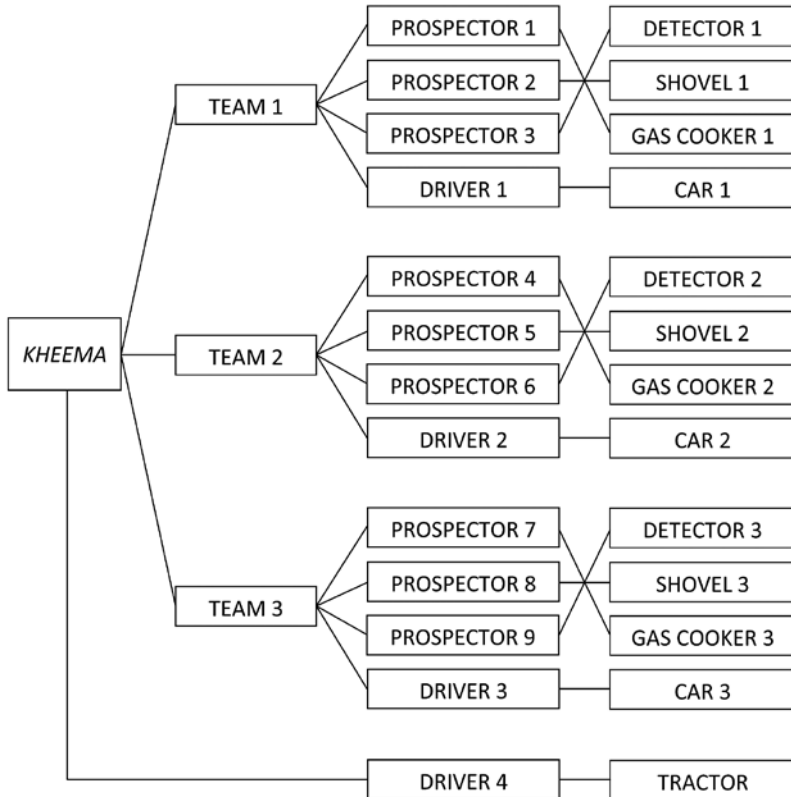 PROSPECTOR 1
DETECTOR 1
PROSPECTOR 2
SHOVEL 1
TEAM 1
PROSPECTOR 3
GAS COOKER 1
DRIVER 1
CAR 1
PROSPECTOR 4
DETECTOR 2
PROSPECTOR 5
SHOVEL 2
KHEEMA
TEAM 2
PROSPECTOR 6
GAS COOKER 2
DRIVER 2
CAR 2
PROSPECTOR 7
DETECTOR 3
PROSPECTOR 8
SHOVEL 3
TEAM 3
PROSPECTOR 9
GAS COOKER 3
DRIVER 3
CAR 3
DRIVER 4
TRACTOR